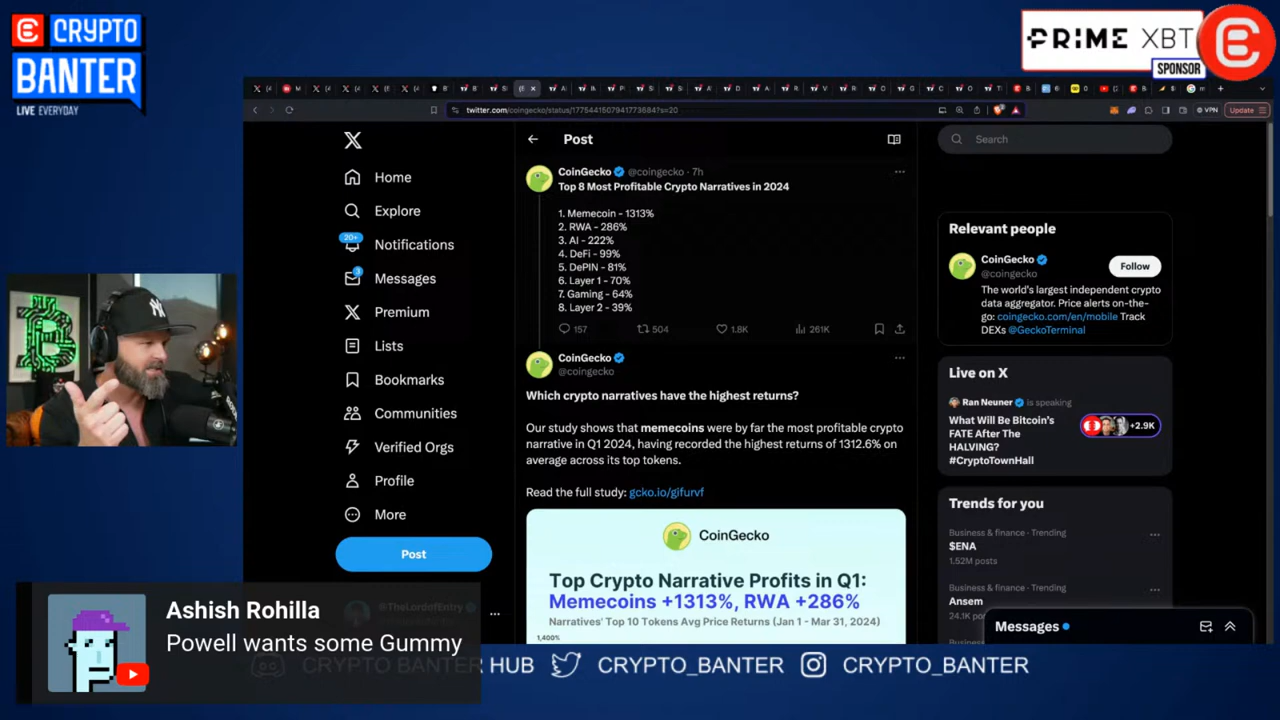 CRYPTO
BANTER
LIVE EVERYDAY
PRIME XBT
SPONSOR
twitter.com/coingecko/status/1775441507941773684?s=20
VPN
Update
Home
Explore
20+
Notifications
3
Messages
Premium
Lists
Bookmarks
Communities
Verified Orgs
Profile
More
Post
@TheLordofEntry
Post
CoinGecko @coingecko · 7h
Top 8 Most Profitable Crypto Narratives in 2024
1. Memecoin - 1313%
2. RWA - 286%
3. AI - 222%
4. DeFi - 99%
5. DePIN - 81%
6. Layer 1 - 70%
7. Gaming - 64%
8. Layer 2 - 39%
157 504 1.8K 261K
CoinGecko
@coingecko
Which crypto narratives have the highest returns?
Our study shows that memecoins were by far the most profitable crypto
narrative in Q1 2024, having recorded the highest returns of 1312.6% on
average across its top tokens.
Read the full study: gcko.io/gifurvf
CoinGecko
Top Crypto Narrative Profits in Q1:
Memecoins +1313%, RWA +286%
Narratives' Top 10 Tokens Avg Price Returns (Jan 1 - Mar 31, 2024)
1,400%
Search
Relevant people
CoinGecko
@coingecko
Follow
The world's largest independent crypto
data aggregator. Price alerts on-the-
go: coingecko.com/en/mobile Track
DEXs @GeckoTerminal
Live on X
Ran Neuner is speaking
What Will Be Bitcoin's
FATE After The
HALVING?
#CryptoTownHall
+2.9K
Trends for you
Business & finance · Trending
$ENA
1.52M posts
Business & finance · Trending
Ansem
24.1K posts
Messages
Ashish Rohilla
Powell wants some Gummy
CRYPTO BANTER HUB CRYPTO_BANTER CRYPTO_BANTER